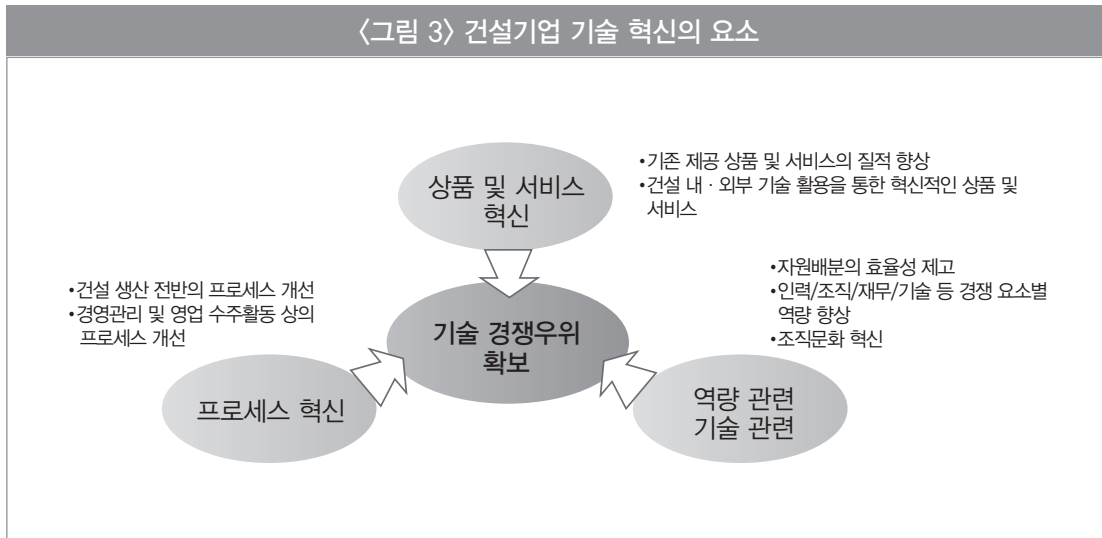 〈그림 3〉 건설기업 기술 혁신의 요소
상품 및 서비스
혁신
•기존 제공 상품 및 서비스의 질적 향상
•건설 내 · 외부 기술 활용을 통한 혁신적인 상품 및
서비스
•건설 생산 전반의 프로세스 개선
•경영관리 및 영업 수주활동 상의
프로세스 개선
기술 경쟁우위
확보
•자원배분의 효율성 제고
•인력/조직/재무/기술 등 경쟁 요소별
역량 향상
•조직문화 혁신
프로세스 혁신
역량 관련
기술 관련